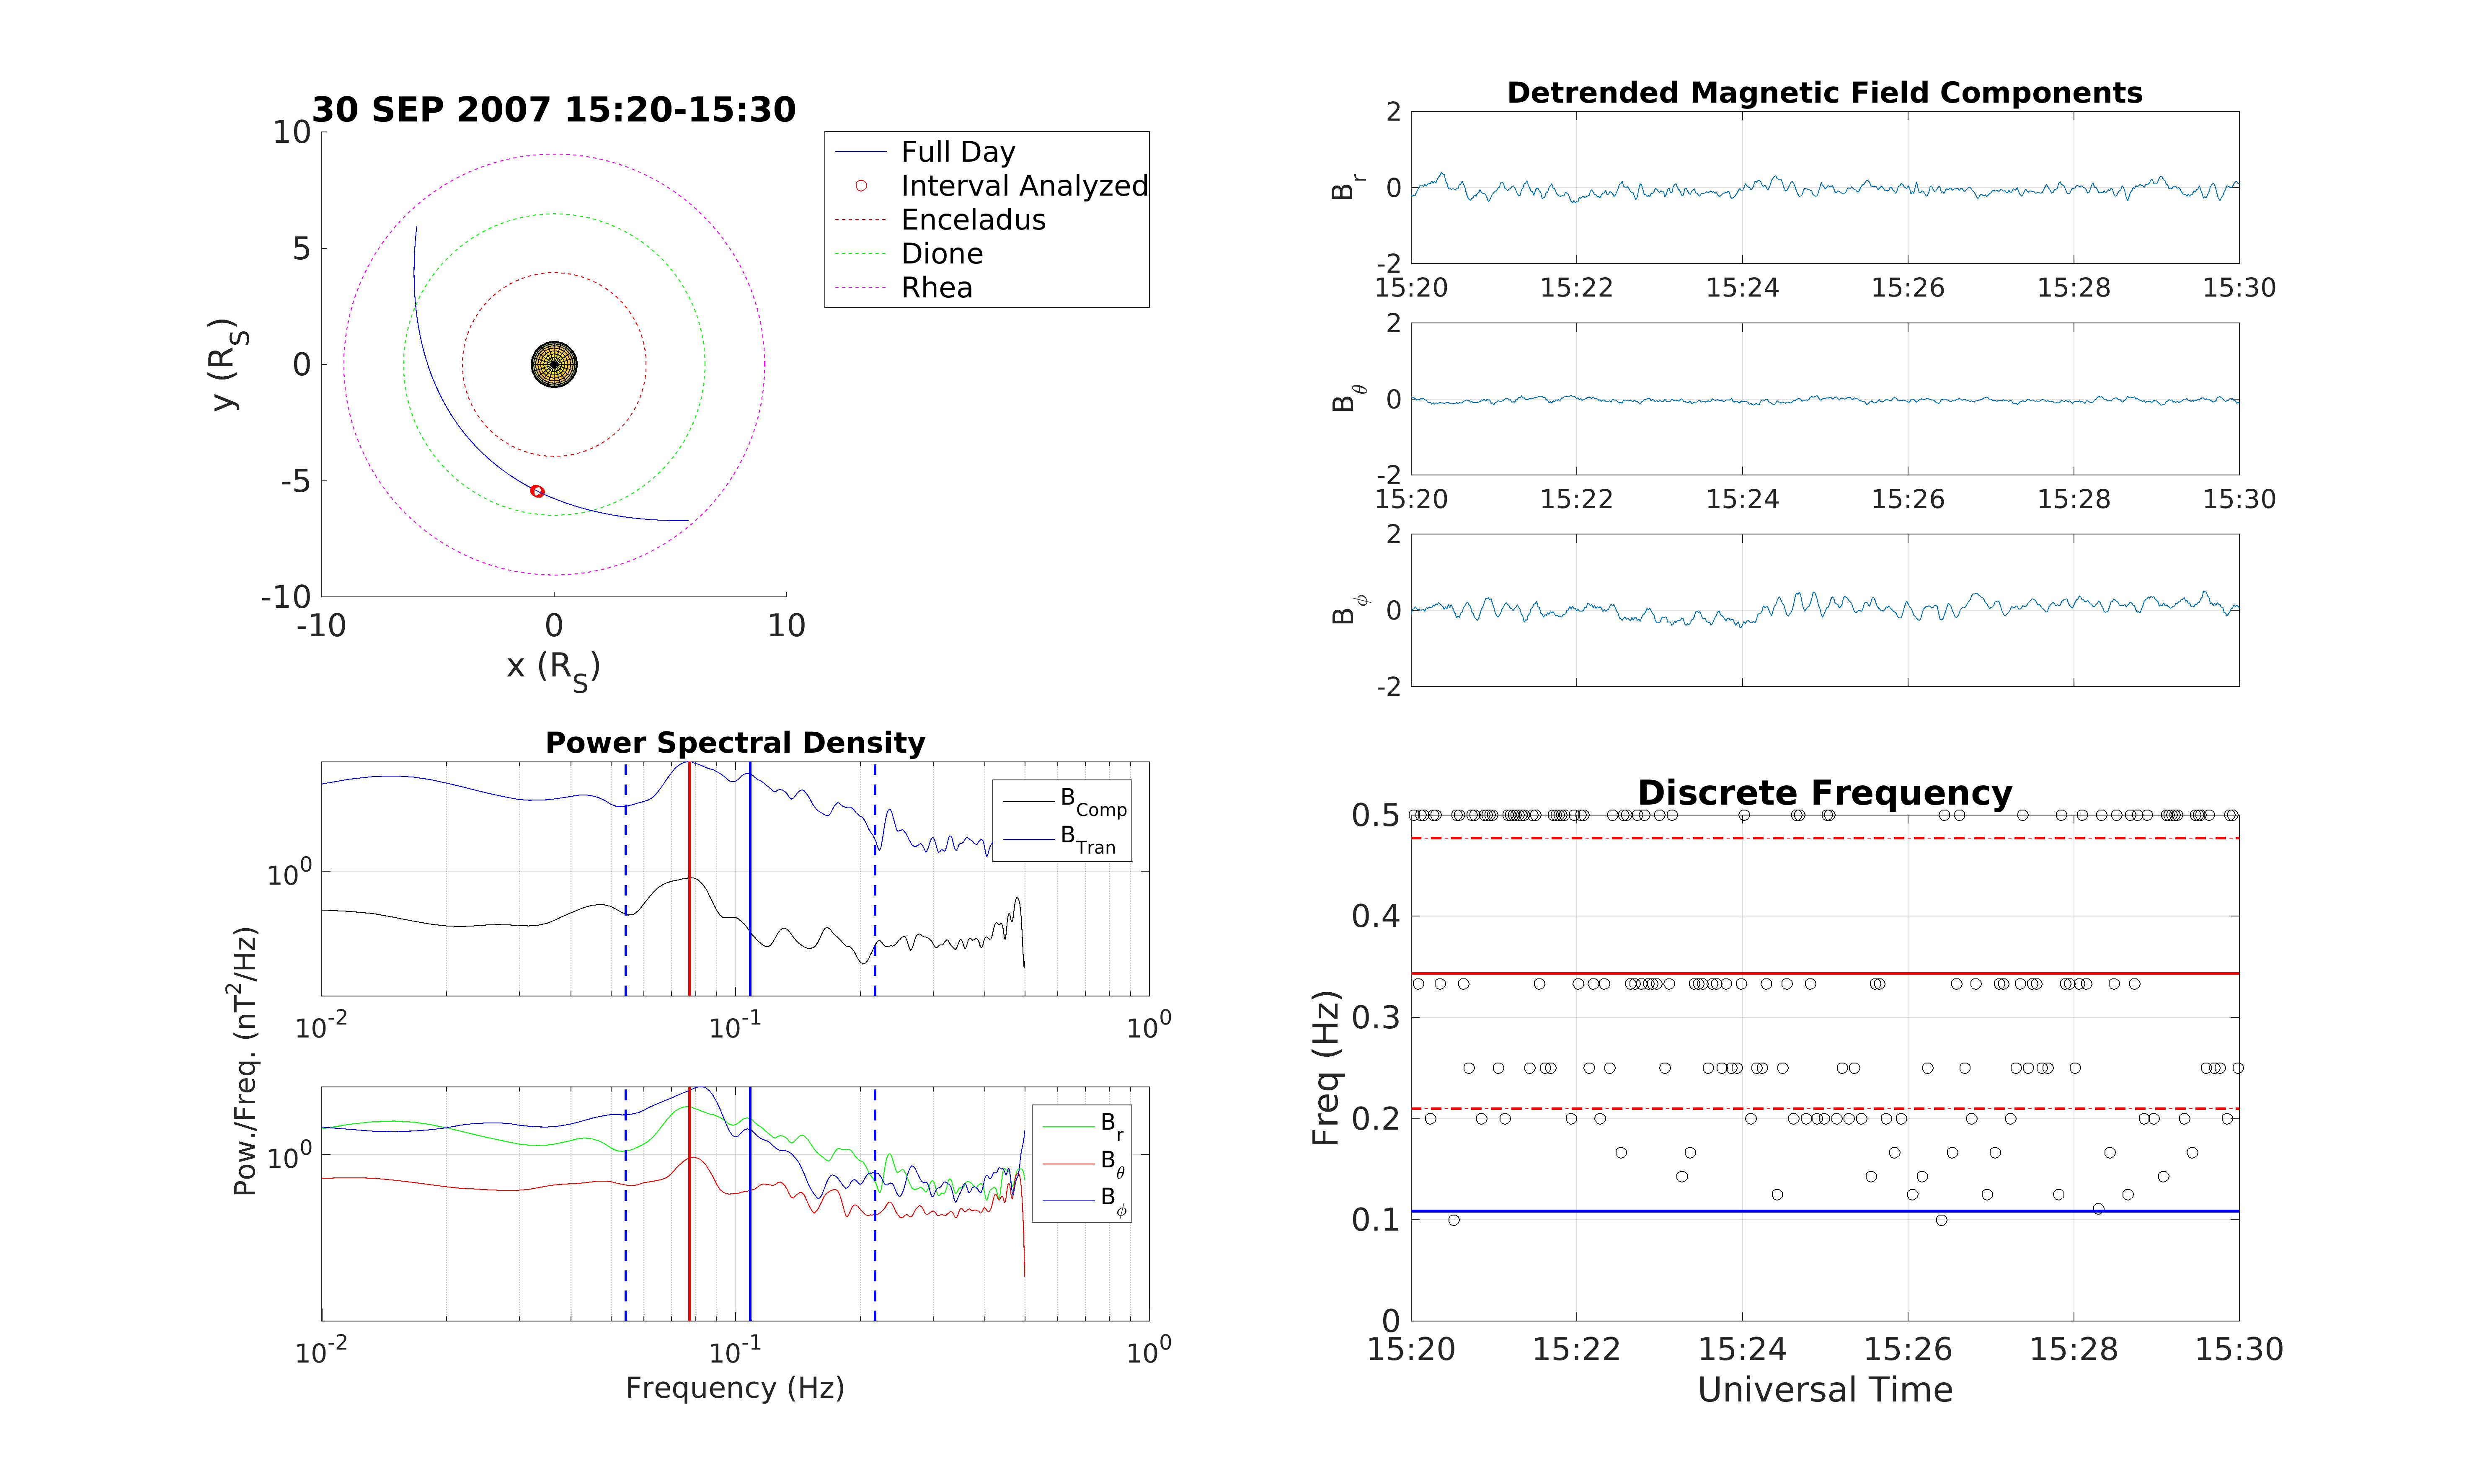 30 SEP 2007 15:20-15:30
10
5
0
-5
-10
-10
0
10
y (R_S)
x (R_S)
Full Day
Interval Analyzed
Enceladus
Dione
Rhea
Detrended Magnetic Field Components
2
0
-2
B_r
15:20
15:22
15:24
15:26
15:28
15:30
2
0
-2
B_θ
15:20
15:22
15:24
15:26
15:28
15:30
2
0
-2
B_ϕ
Power Spectral Density
10^0
B_Comp
B_Tran
10^-2
10^-1
10^0
Pow./Freq. (nT^2/Hz)
10^0
B_r
B_θ
B_ϕ
10^-2
10^-1
10^0
Frequency (Hz)
Discrete Frequency
0.5
0.4
0.3
0.2
0.1
0
Freq (Hz)
15:20
15:22
15:24
15:26
15:28
15:30
Universal Time